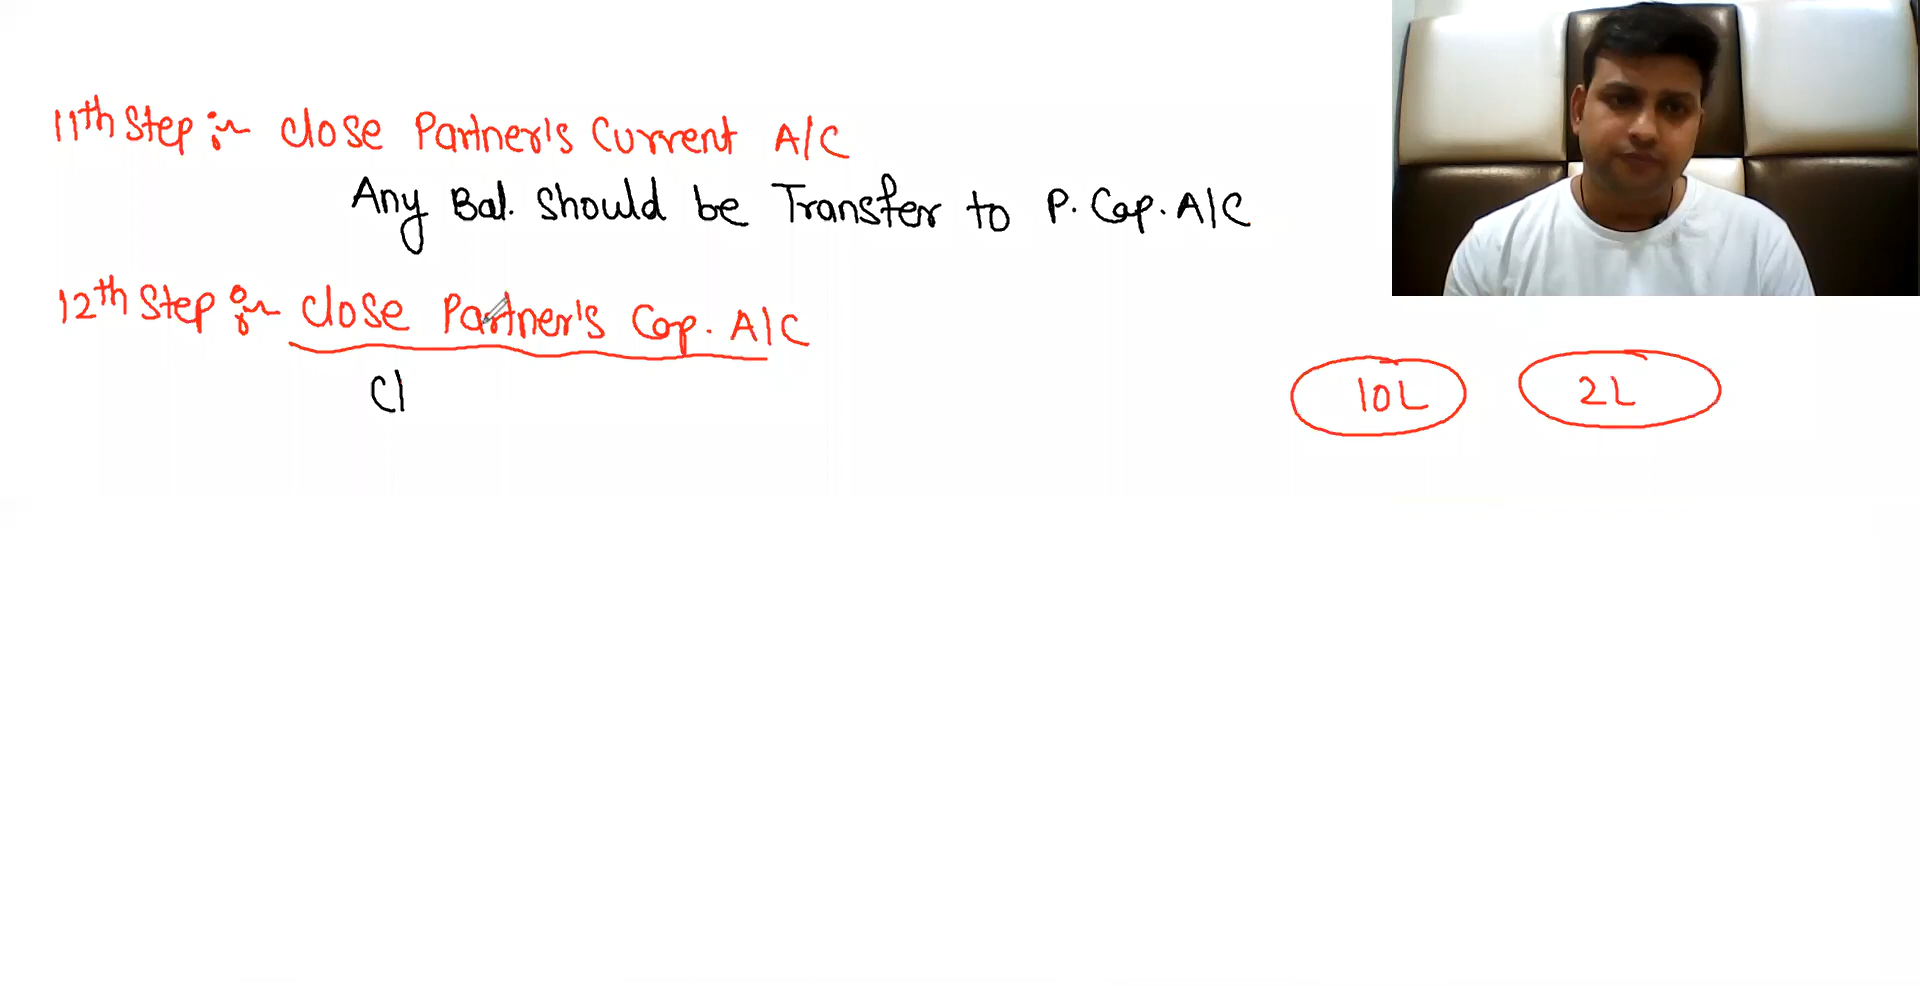 11th Step :- Close Partner's Current A/C
Any Bal. Should be Transfer to P. Cap. A/C
12th Step :- Close Partner's Cap. A/C
Cl
10L 2L